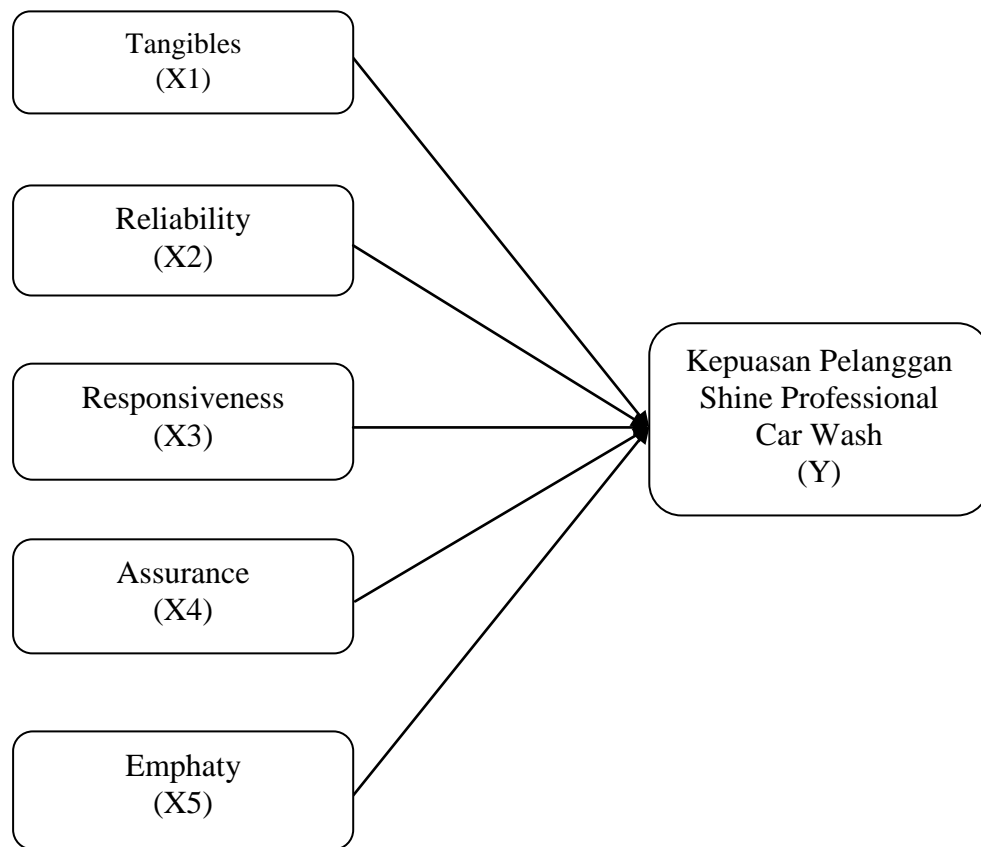 Tangibles
(X1)
Reliability
(X2)
Responsiveness
(X3)
Assurance
(X4)
Emphaty
(X5)
Kepuasan Pelanggan
Shine Professional
Car Wash
(Y)